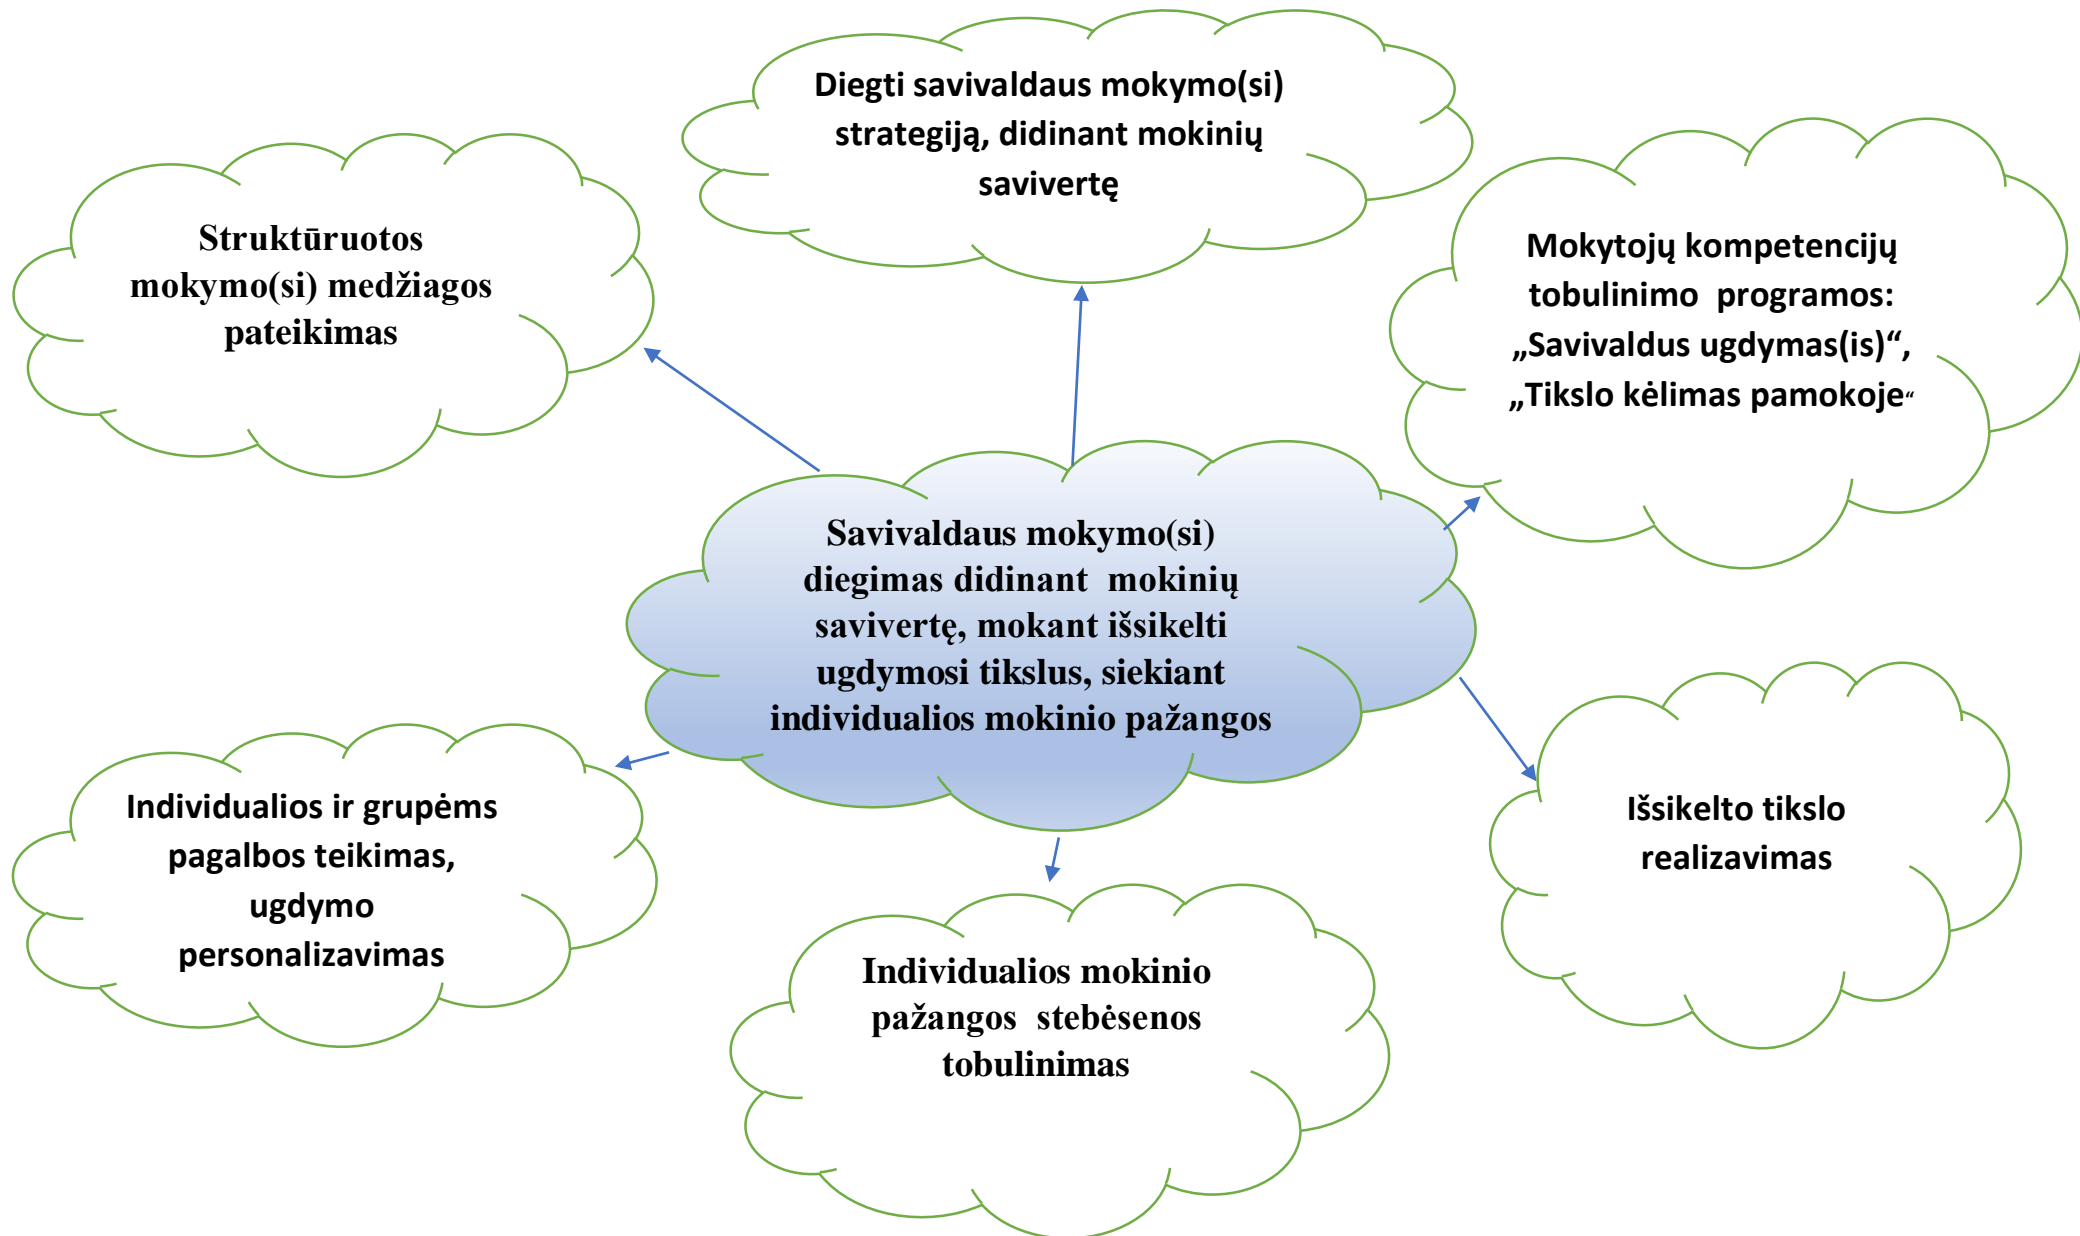 Diegti savivaldaus mokymo(si)
strategiją, didinant mokinių
savivertę
Struktūruotos
mokymo(si) medžiagos
pateikimas
Mokytojų kompetencijų
tobulinimo  programos:
„Savivaldus ugdymas(is)“,
„Tikslo kėlimas pamokoje“
Savivaldaus mokymo(si)
diegimas didinant  mokinių
savivertę, mokant išsikelti
ugdymosi tikslus, siekiant
individualios mokinio pažangos
Individualios ir grupėms
pagalbos teikimas,
ugdymo
personalizavimas
Išsikelto tikslo
realizavimas
Individualios mokinio
pažangos  stebėsenos
tobulinimas